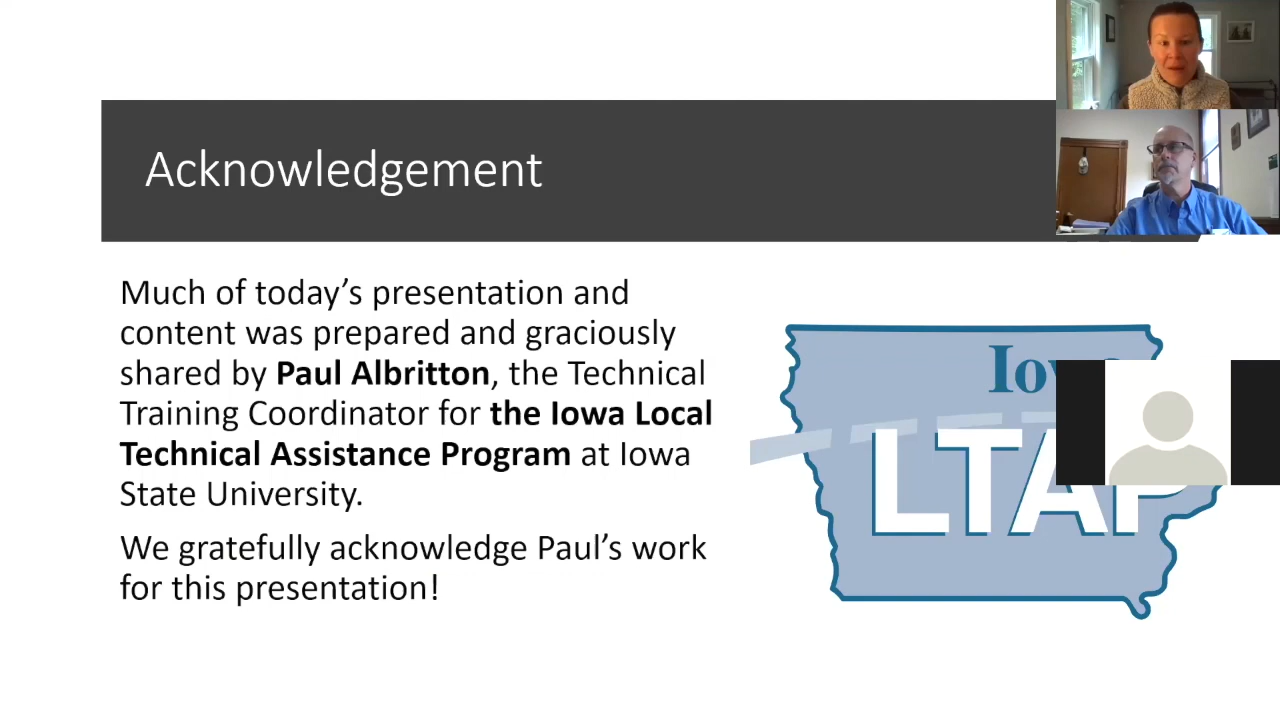 Acknowledgement
Much of today’s presentation and
content was prepared and graciously
shared by Paul Albritton, the Technical
Training Coordinator for the Iowa Local
Technical Assistance Program at Iowa
State University.
We gratefully acknowledge Paul’s work
for this presentation!
LTAP